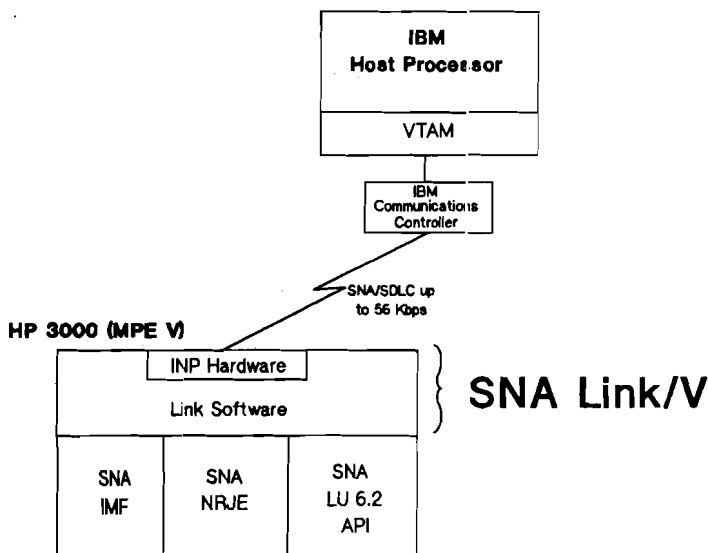 IBM
Host Processor
VTAM
IBM
Communications
Controller
SNA/SDLC up
to 56 Kbps
HP 3000 (MPE V)
INP Hardware
Link Software
SNA Link/V
SNA
IMF
SNA
NRJE
SNA
LU 6.2
API